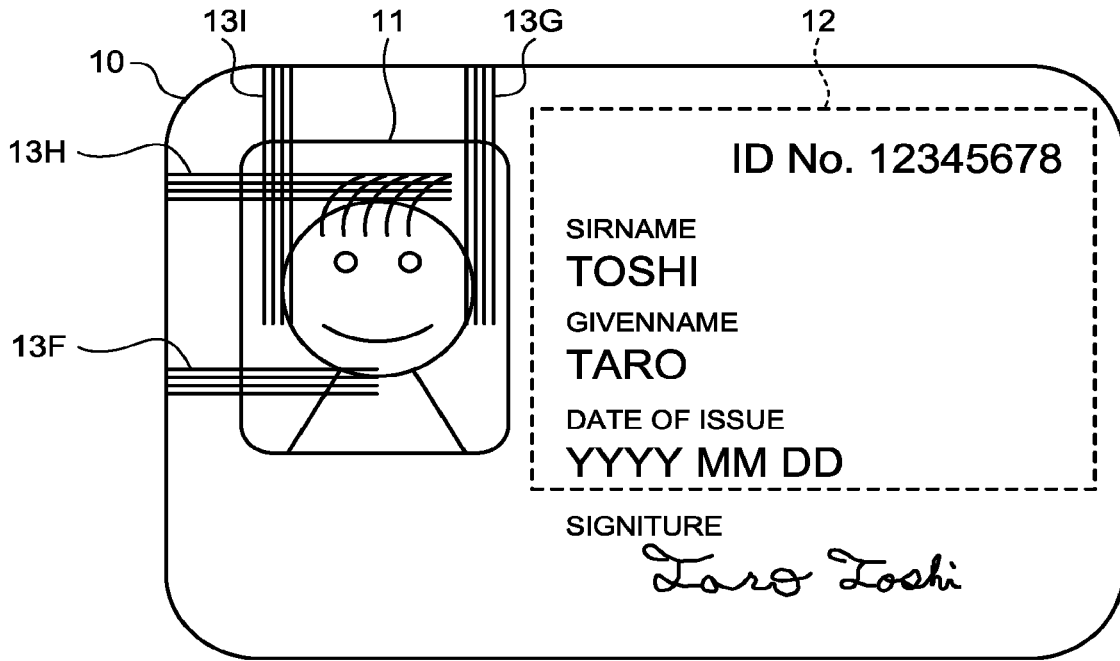 13I 11 13G 12
10
ID No. 12345678
13H
SIRNAME
TOSHI
GIVENNAME
13F
TARO
DATE OF ISSUE
YYYY MM DD
SIGNITURE
Taro Toshi